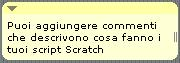 Puoi aggiungere commenti
che descrivono cosa fanno i
tuoi script Scratch